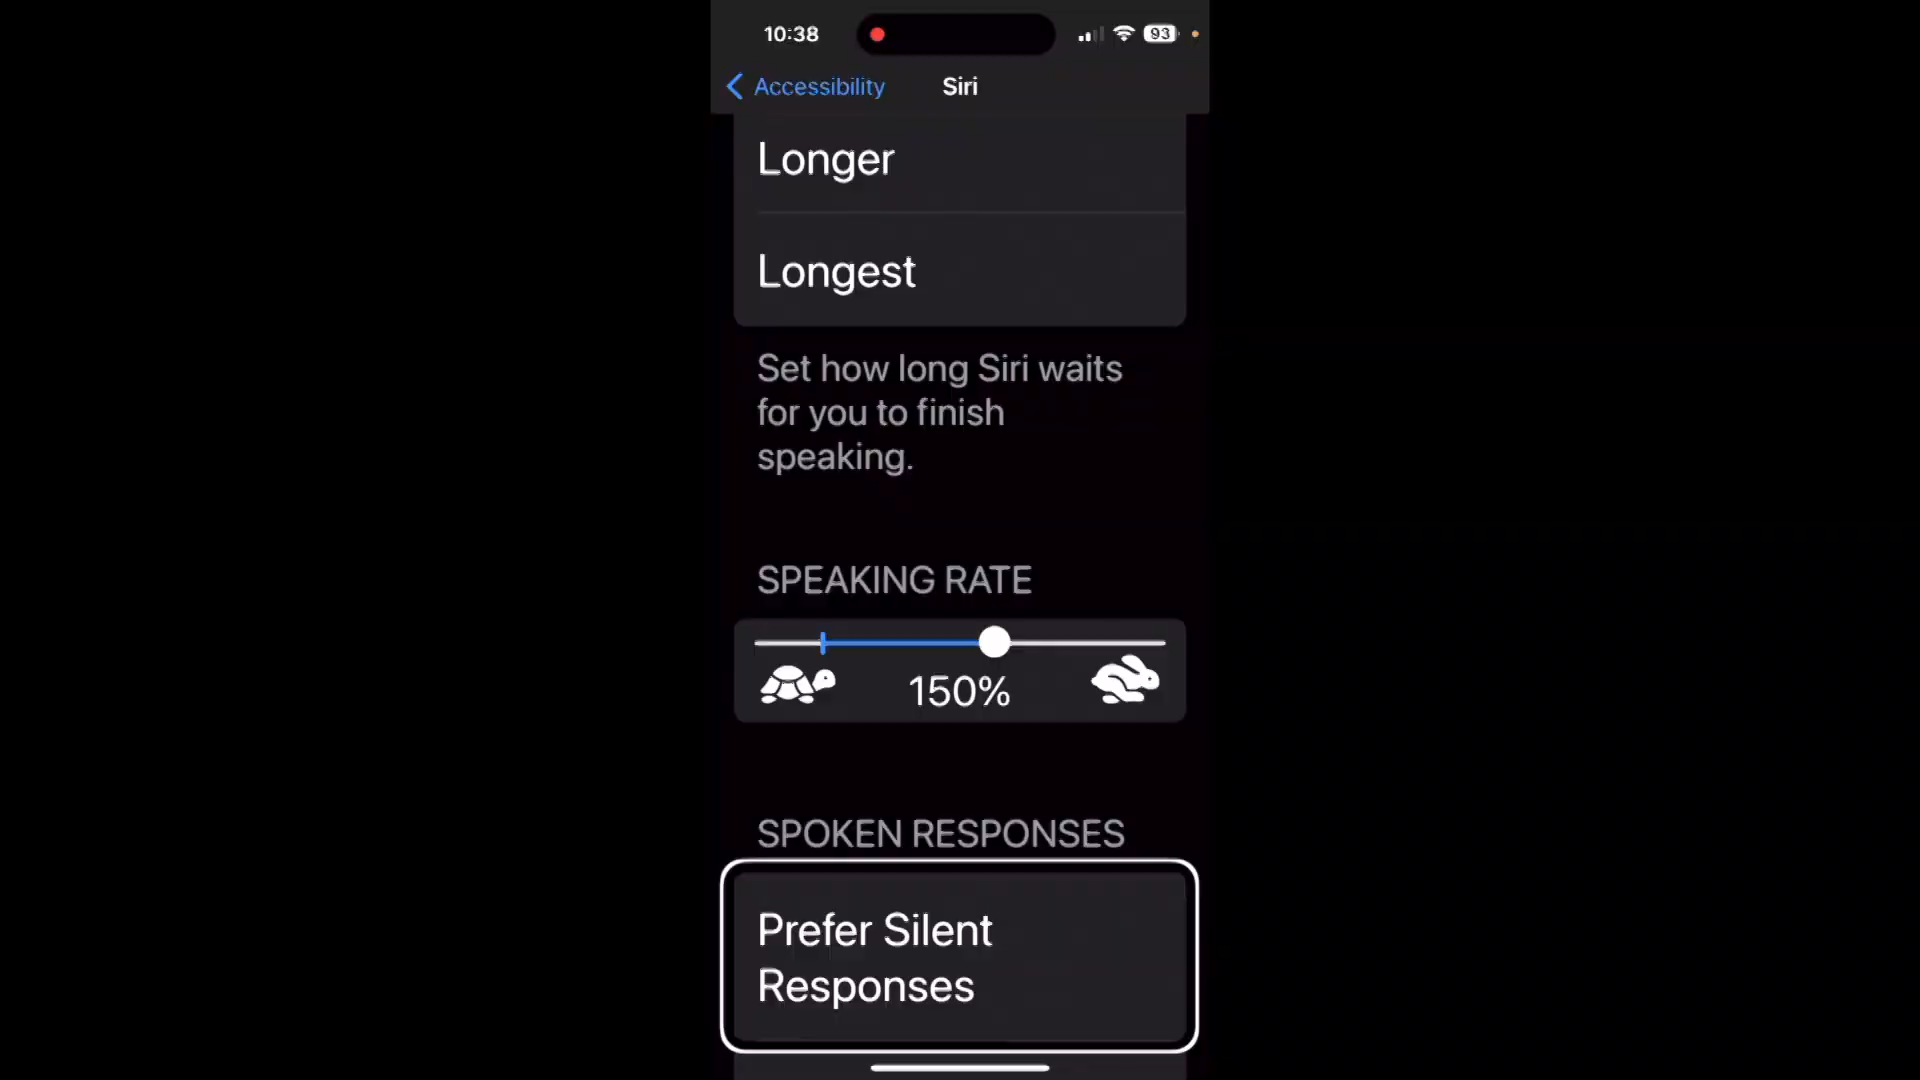 10:38
93
Accessibility
Siri
Longer
Longest
Set how long Siri waits
for you to finish
speaking.
SPEAKING RATE
150%
SPOKEN RESPONSES
Prefer Silent
Responses